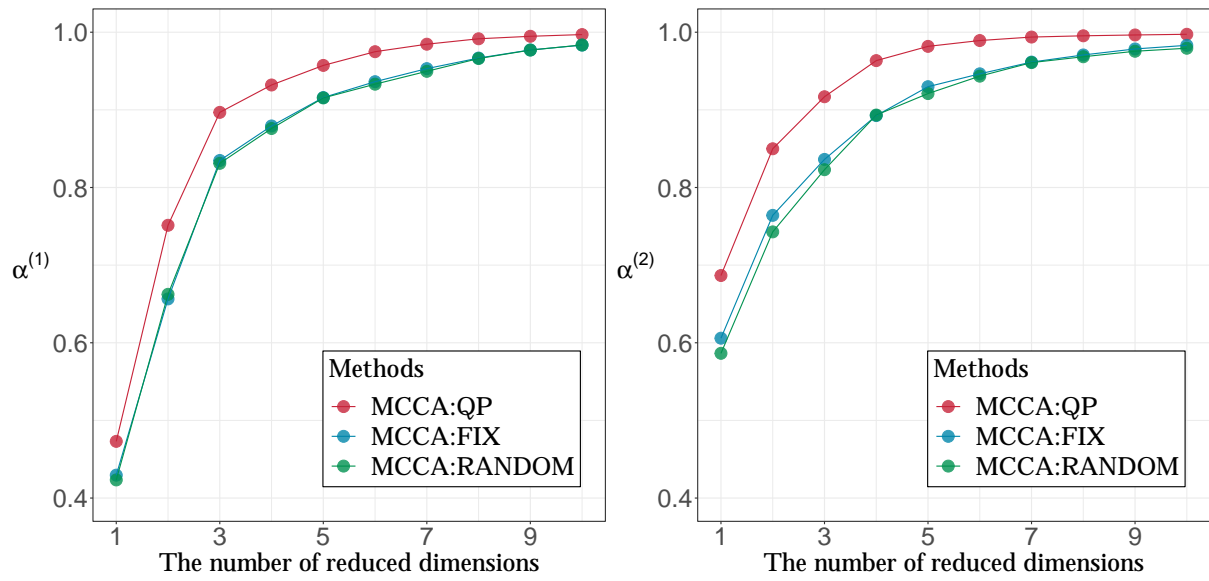 1.0
0.8
α(1)
0.6
0.4
Methods
MCCA:QP
MCCA:FIX
MCCA:RANDOM
1 3 5 7 9
The number of reduced dimensions
1.0
0.8
α(2)
0.6
0.4
Methods
MCCA:QP
MCCA:FIX
MCCA:RANDOM
1 3 5 7 9
The number of reduced dimensions